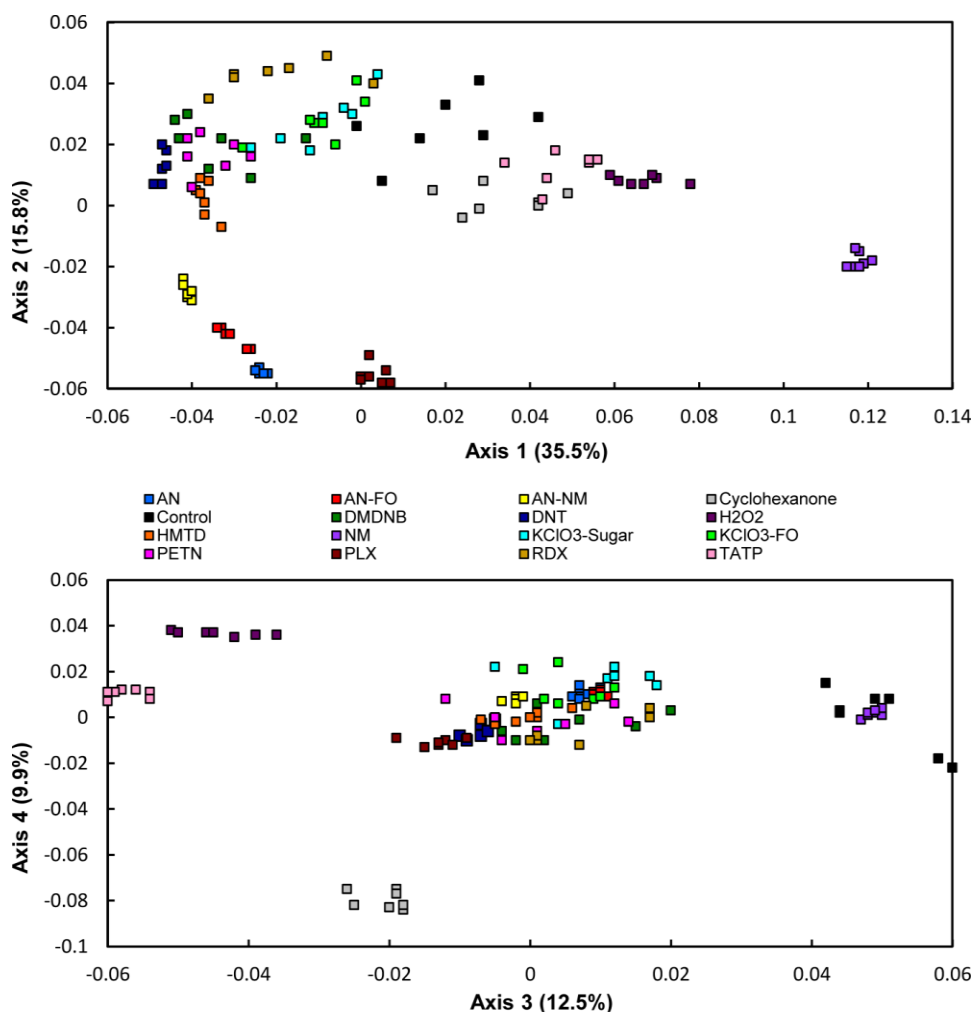 0.06
0.04
0.02
0
-0.02
-0.04
-0.06
Axis 2 (15.8%)
-0.06 -0.04 -0.02 0 0.02 0.04 0.06 0.08 0.1 0.12 0.14
Axis 1 (35.5%)
AN AN-FO AN-NM Cyclohexanone
Control DMDNB DNT H2O2
HMTD NM KClO3-Sugar KClO3-FO
PETN PLX RDX TATP
0.06
0.04
0.02
0
-0.02
-0.04
-0.06
-0.08
-0.1
Axis 4 (9.9%)
-0.06 -0.04 -0.02 0 0.02 0.04 0.06
Axis 3 (12.5%)